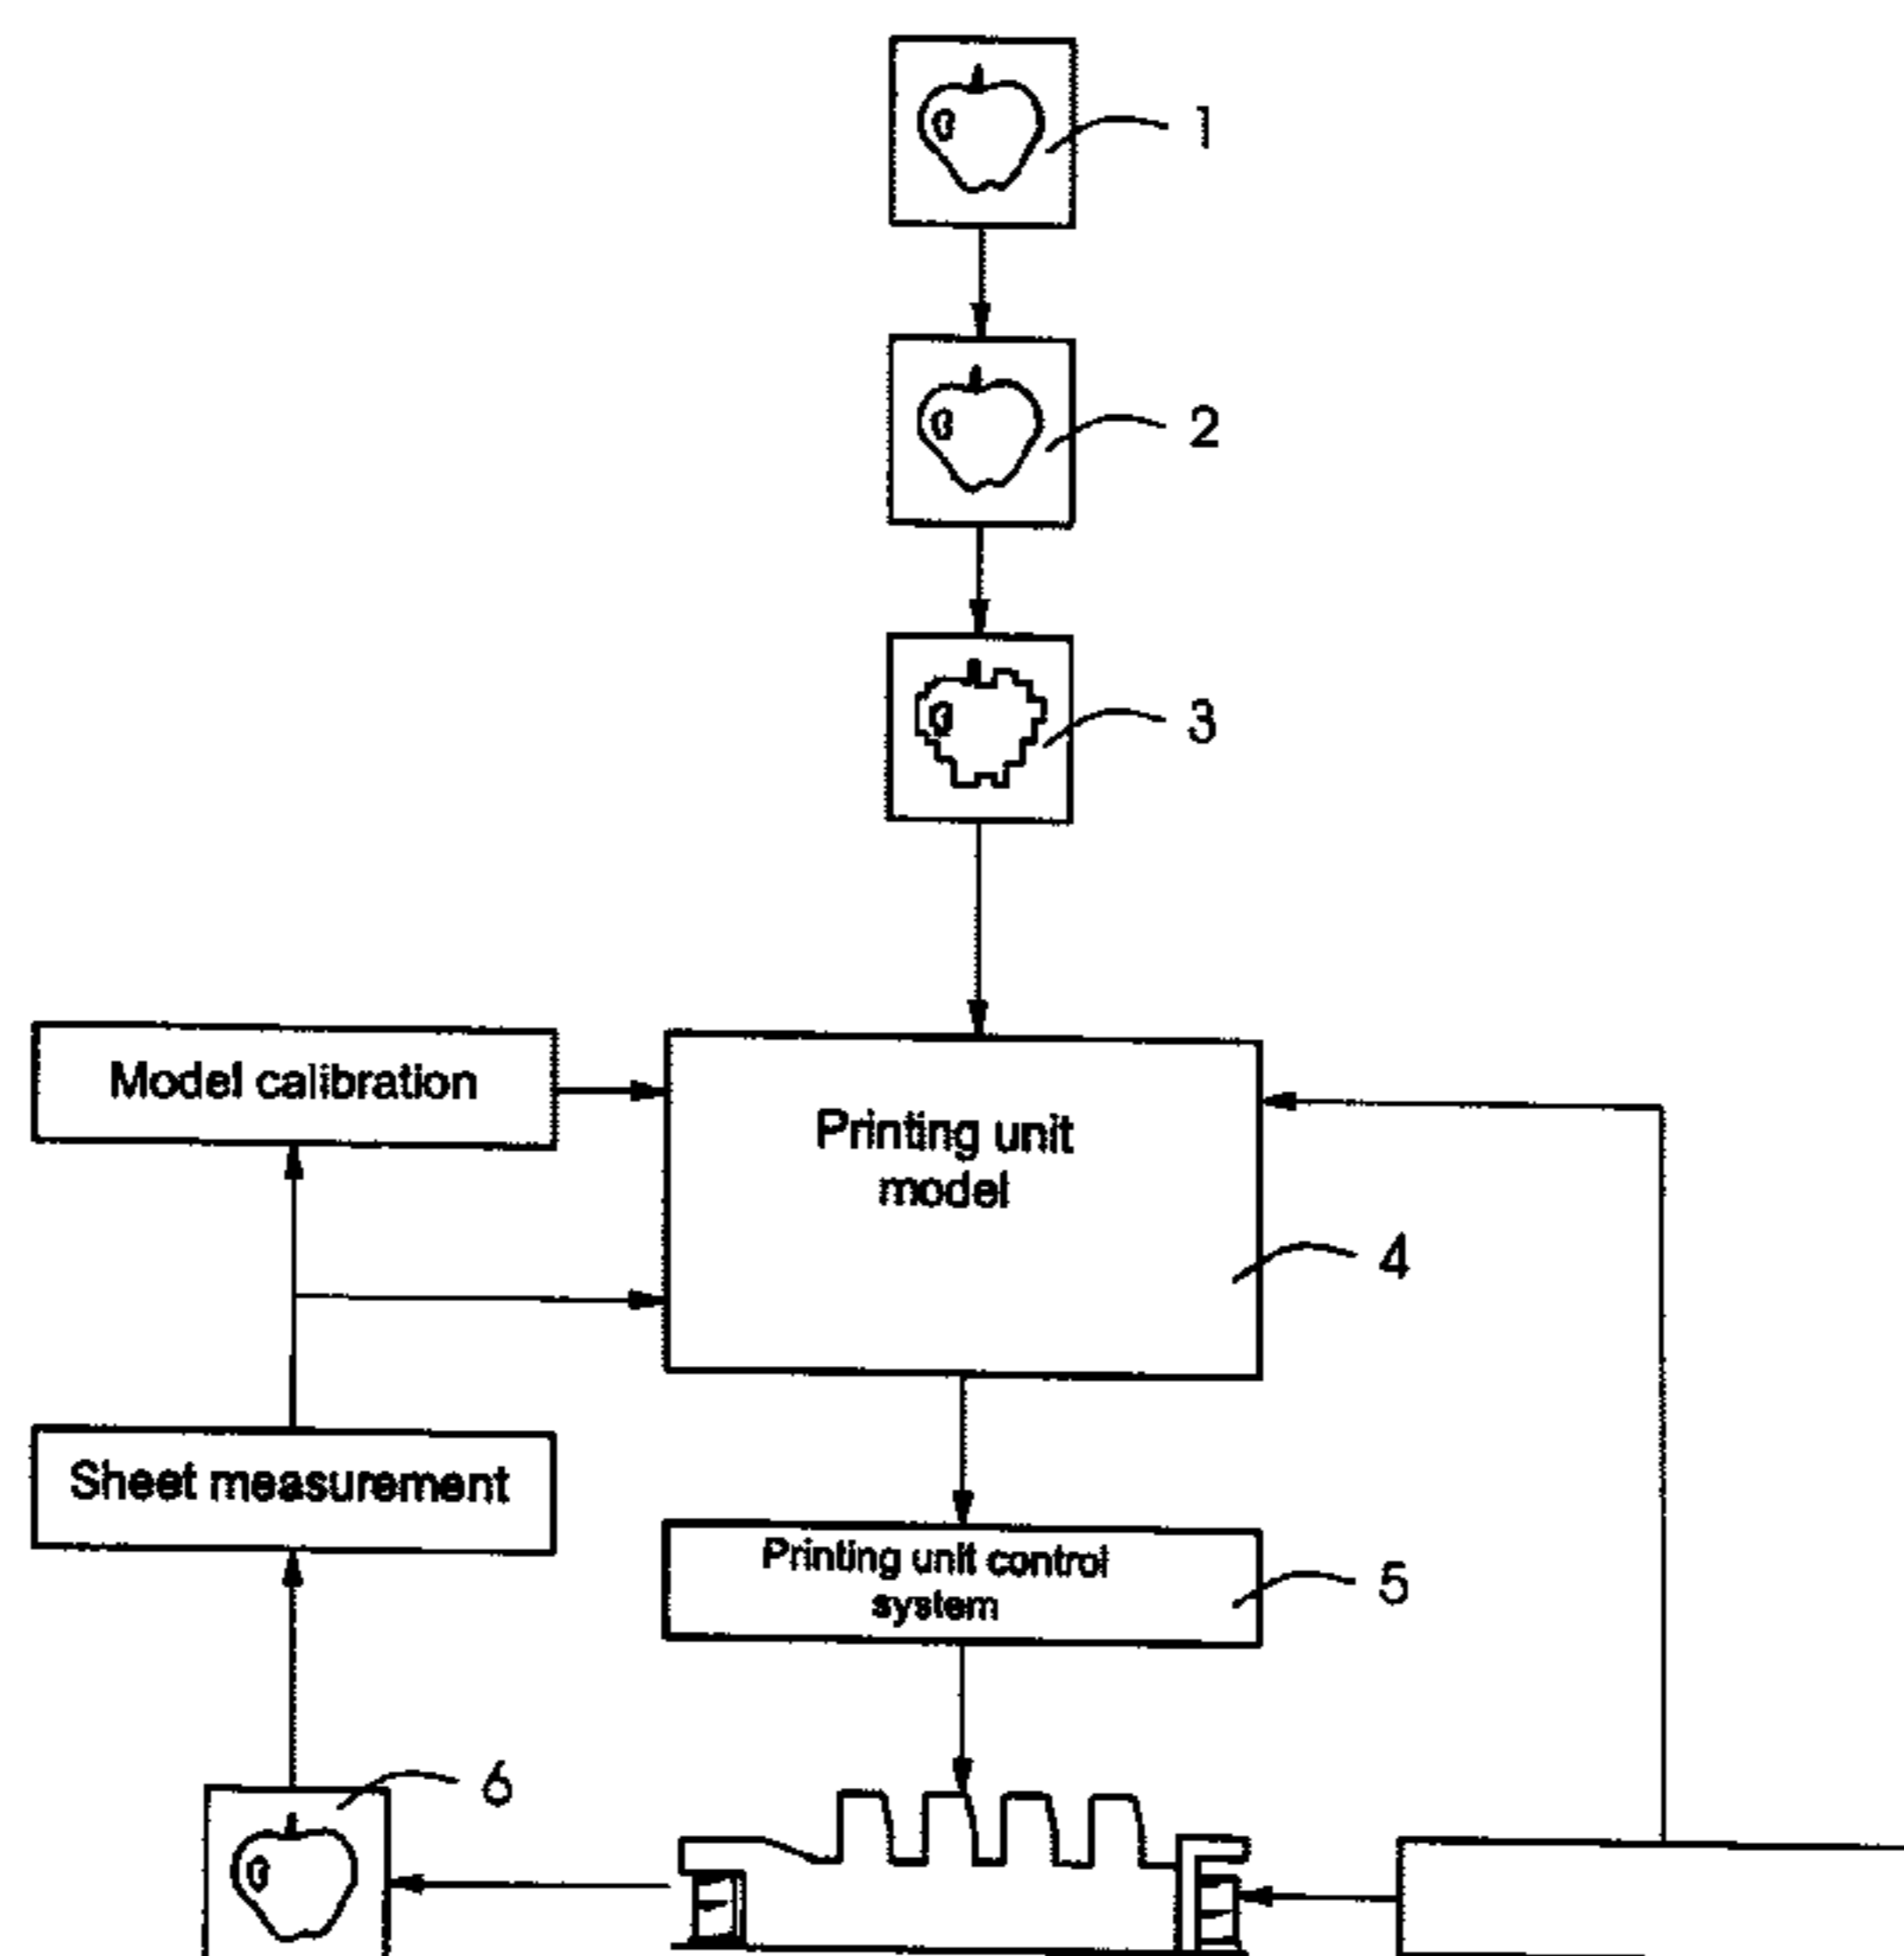 1
2
3
Model calibration
Printing unit
model
4
Sheet measurement
Printing unit control
system
5
6